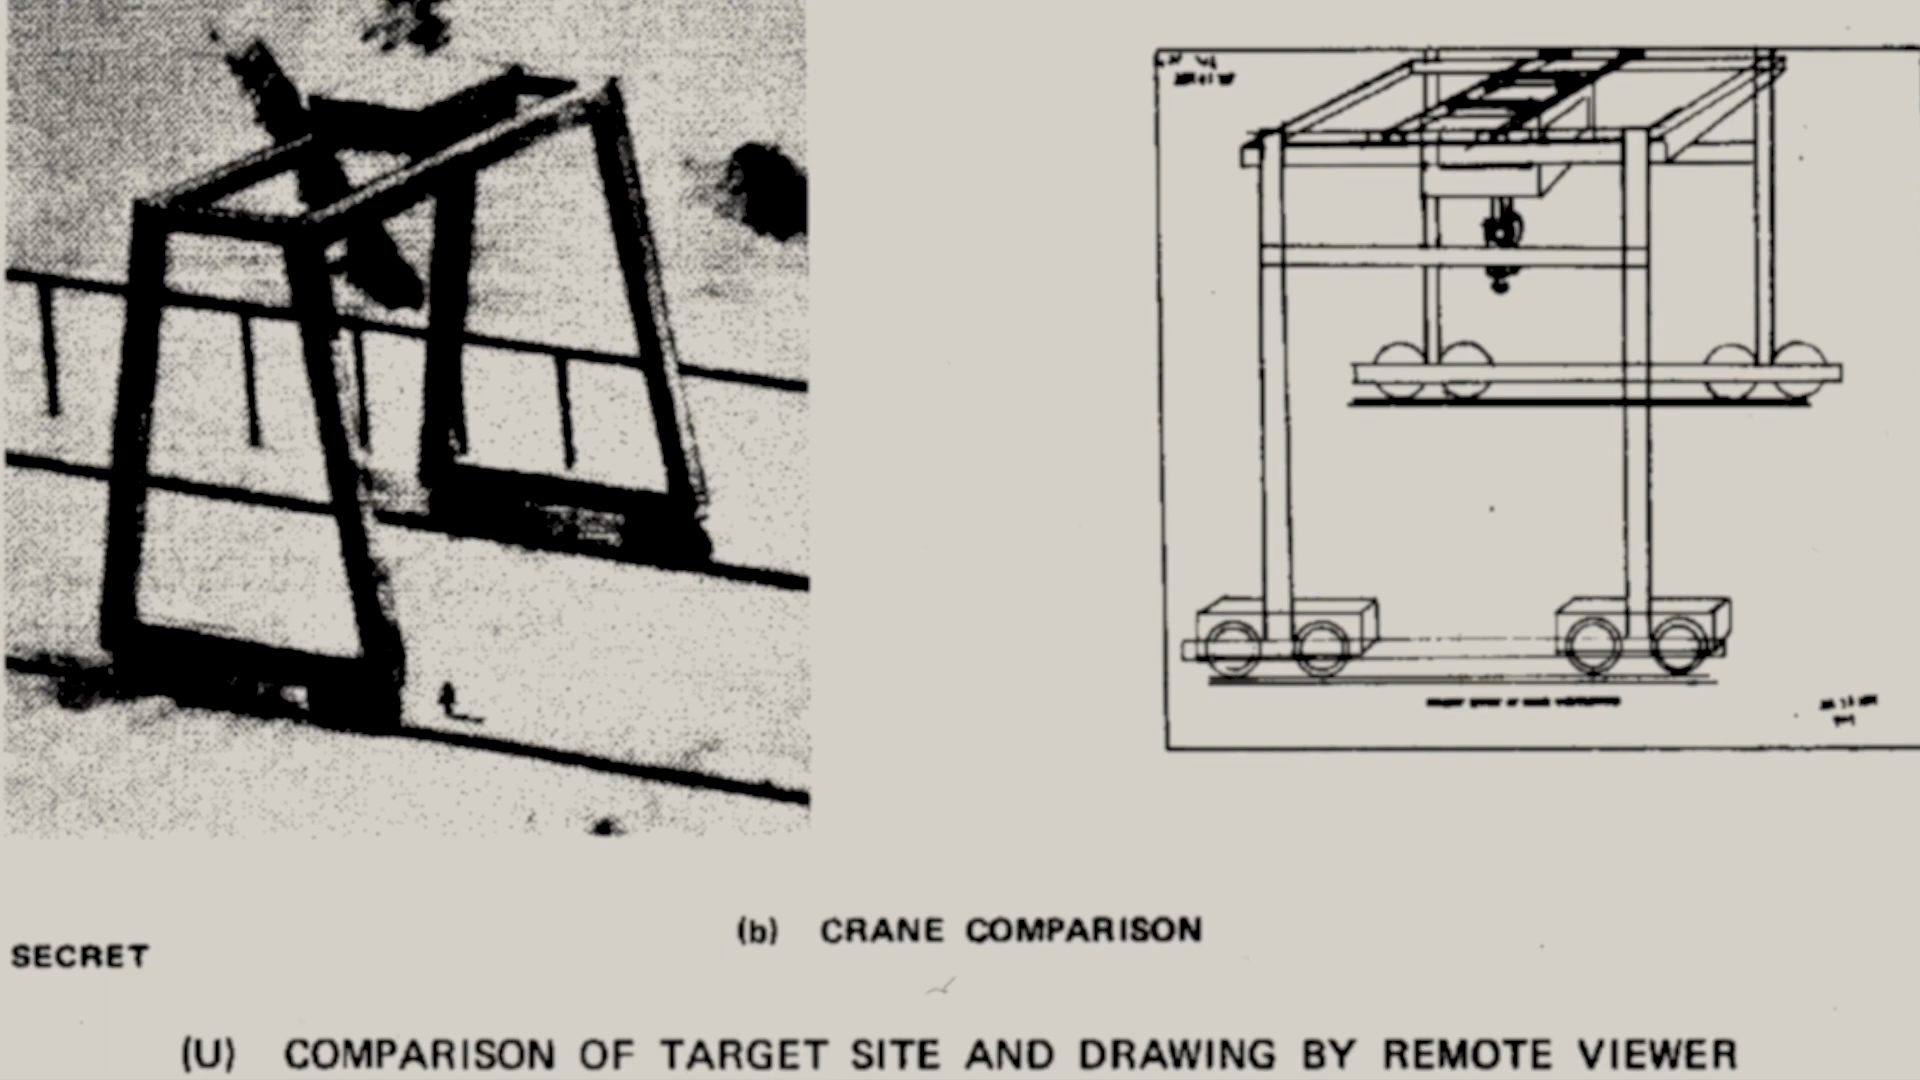 (b) CRANE COMPARISON
SECRET
(U) COMPARISON OF TARGET SITE AND DRAWING BY REMOTE VIEWER